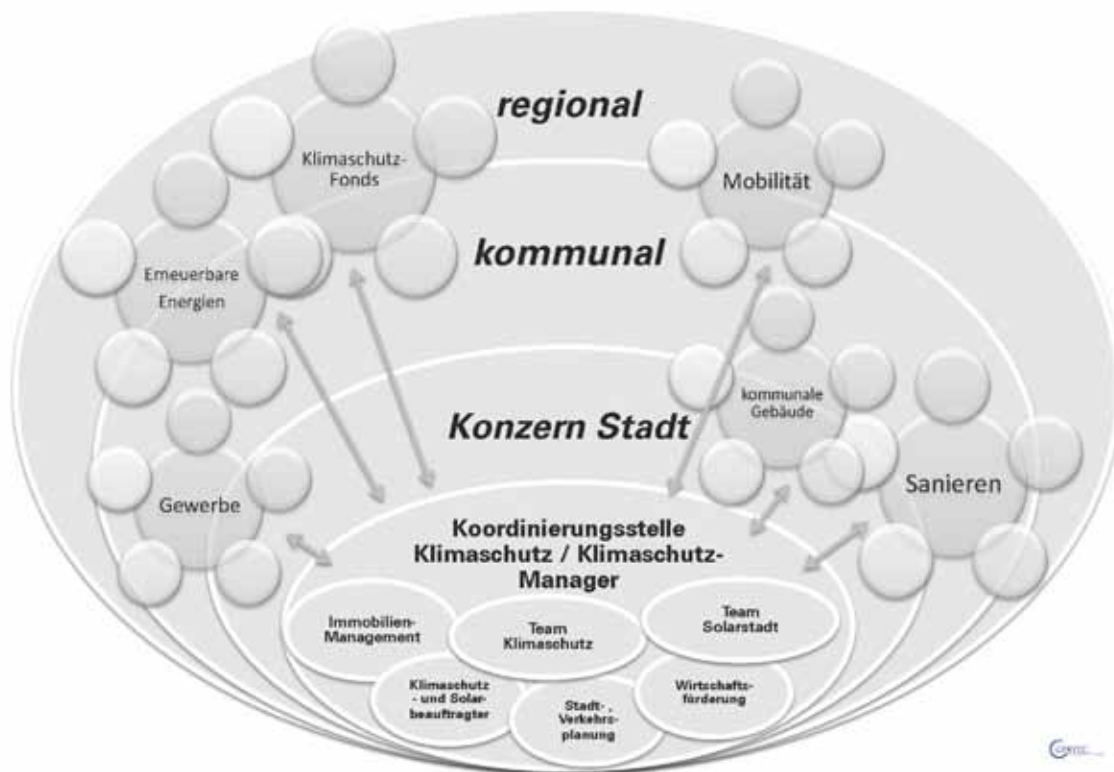 regional
Klimaschutz-
Fonds
Mobilität
kommunal
Erneuerbare
Energien
kommunale
Gebäude
Konzern Stadt
Sanieren
Gewerbe
Koordinierungsstelle
Klimaschutz / Klimaschutz-
Manager
Immobilien-
Management
Team
Klimaschutz
Team
Solarstadt
Klimaschutz
- und Solar-
beauftragter
Stadt- ,
Verkehrs-
planung
Wirtschafts-
förderung